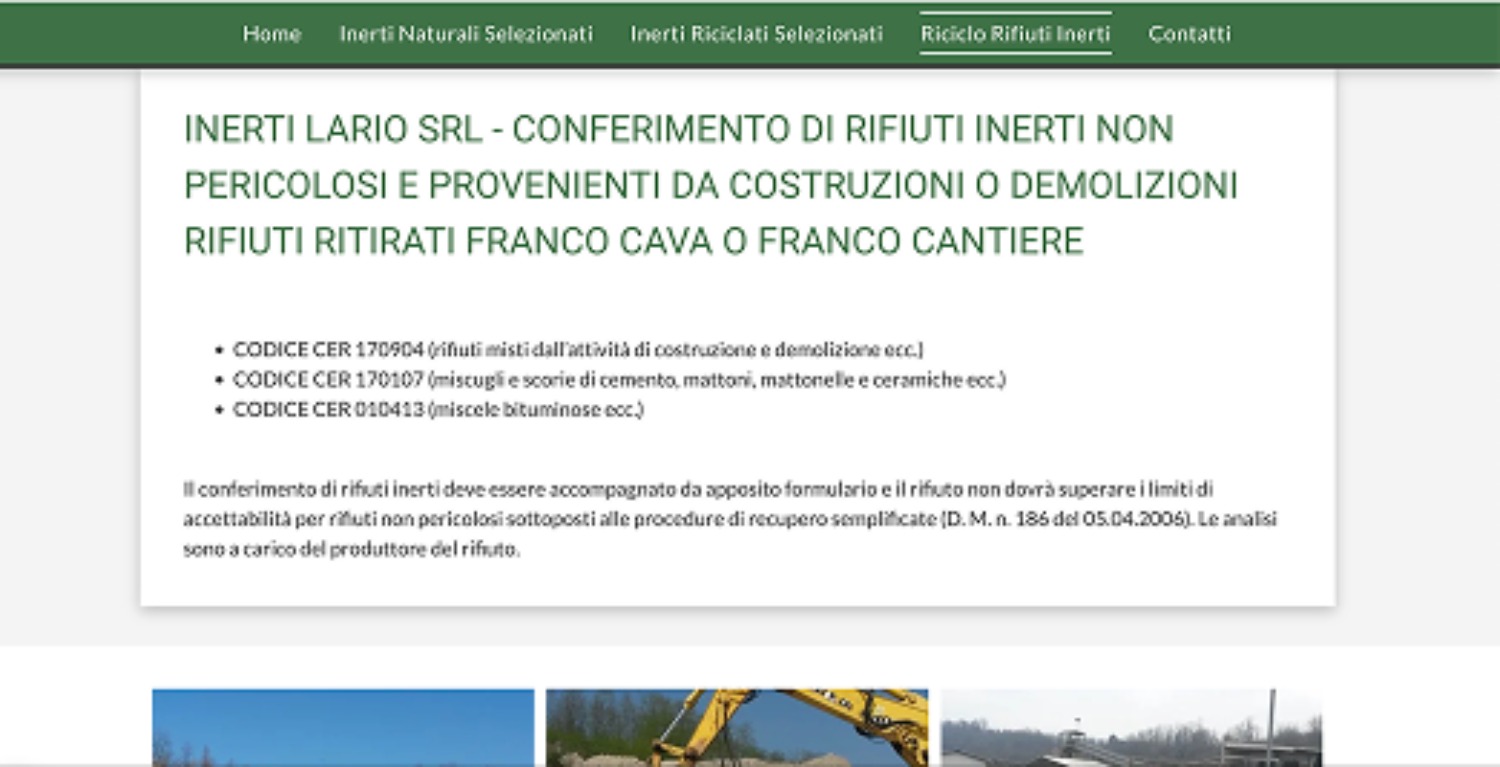 Home Inerti Naturali Selezionati Inerti Riciclati Selezionati Riciclo Rifiuti Inerti Contatti
INERTI LARIO SRL - CONFERIMENTO DI RIFIUTI INERTI NON
PERICOLOSI E PROVENIENTI DA COSTRUZIONI O DEMOLIZIONI
RIFIUTI RITIRATI FRANCO CAVA O FRANCO CANTIERE
• CODICE CER 170904 (rifiuti misti dall'attività di costruzione e demolizione ecc.)
• CODICE CER 170107 (miscugli e scorie di cemento, mattoni, mattonelle e ceramiche ecc.)
• CODICE CER 010413 (miscele bituminose ecc.)
Il conferimento di rifiuti inerti deve essere accompagnato da apposito formulario e il rifiuto non dovrà superare i limiti di
accettabilità per rifiuti non pericolosi sottoposti alle procedure di recupero semplificate (D. M. n. 186 del 05.04.2006). Le analisi
sono a carico del produttore del rifiuto.